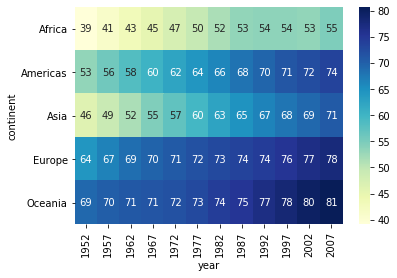 Africa 39 41 43 45 47 50 52 53 54 54 53 55
Americas 53 56 58 60 62 64 66 68 70 71 72 74
Asia 46 49 52 55 57 60 63 65 67 68 69 71
Europe 64 67 69 70 71 72 73 74 74 76 77 78
Oceania 69 70 71 71 72 73 74 75 77 78 80 81
continent
1952 1957 1962 1967 1972 1977 1982 1987 1992 1997 2002 2007
year
80
75
70
65
60
55
50
45
40